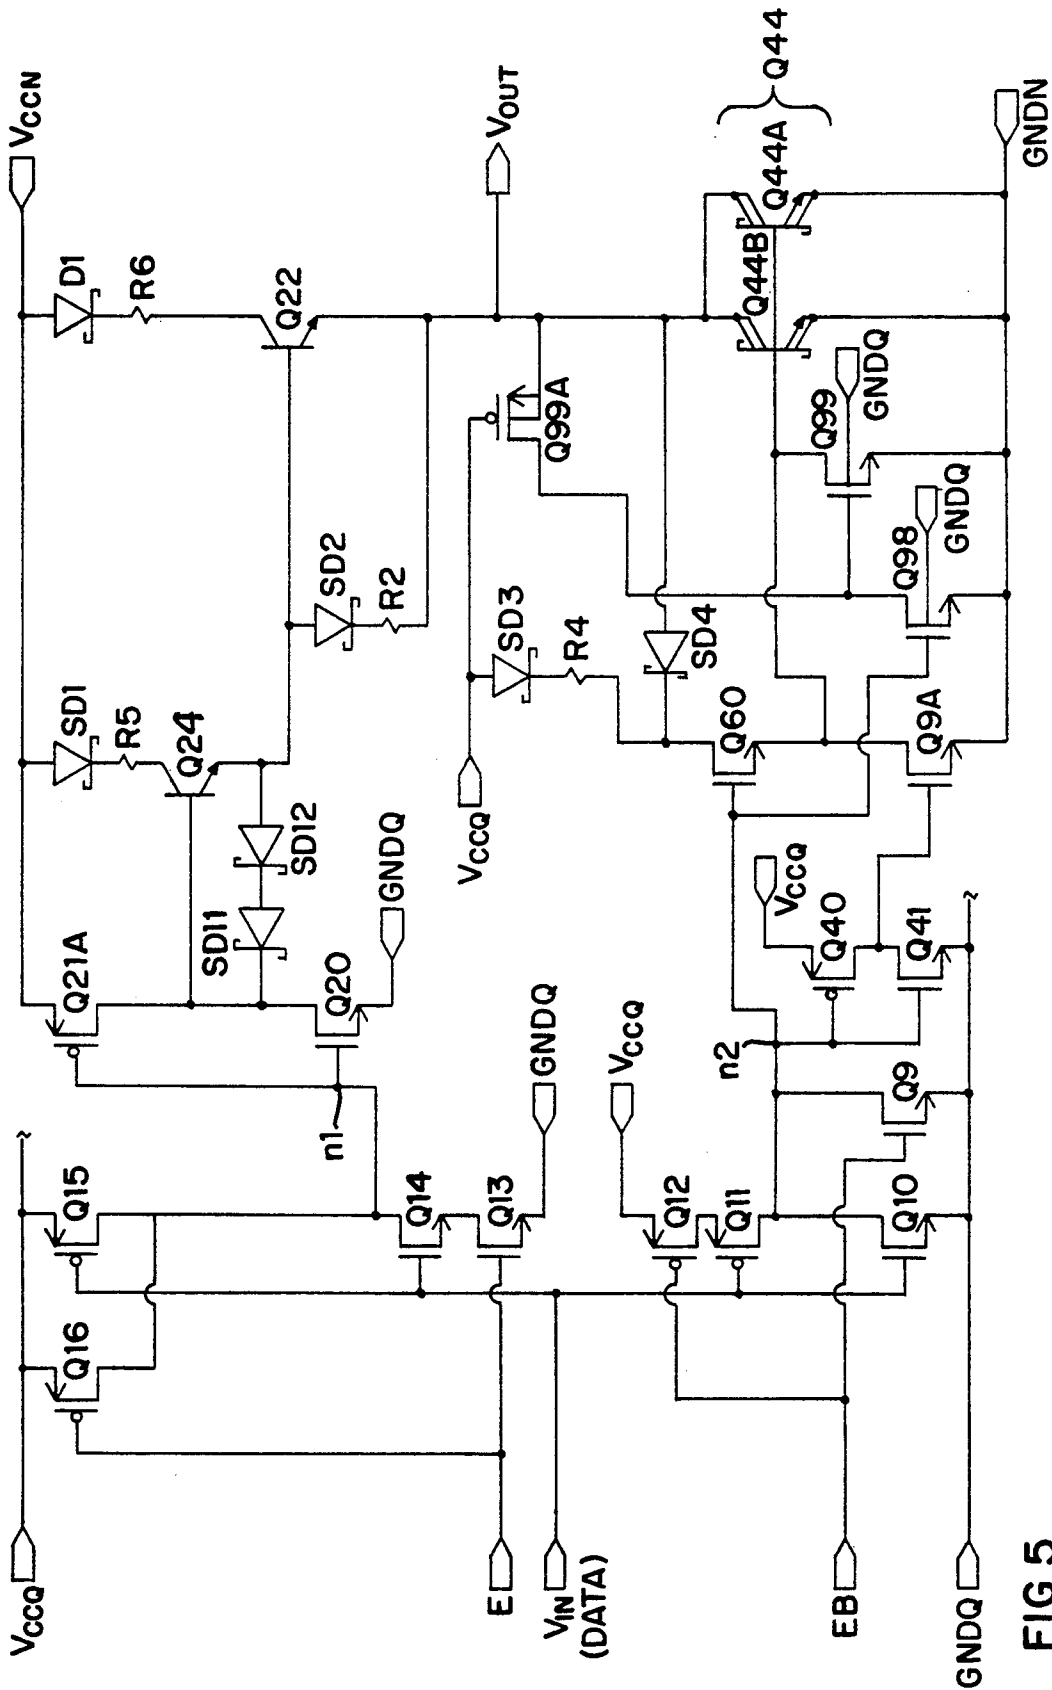 VCCQ
VCCN
Q16
Q15
Q21A
SD1
R5
Q24
D1
R6
Q22
SD11
SD12
SD2
R2
n1
Q20
GNDQ
Q14
Q13
GNDQ
E
VIN
(DATA)
VCCQ
VOUT
Q99A
SD3
R4
SD4
VCCQ
Q12
Q11
n2
Q60
VCCQ
Q40
Q41
Q44B
Q44A
Q44
Q99
GNDQ
Q98
GNDQ
Q9A
EB
Q10
Q9
GNDQ
GNDN
FIG 5